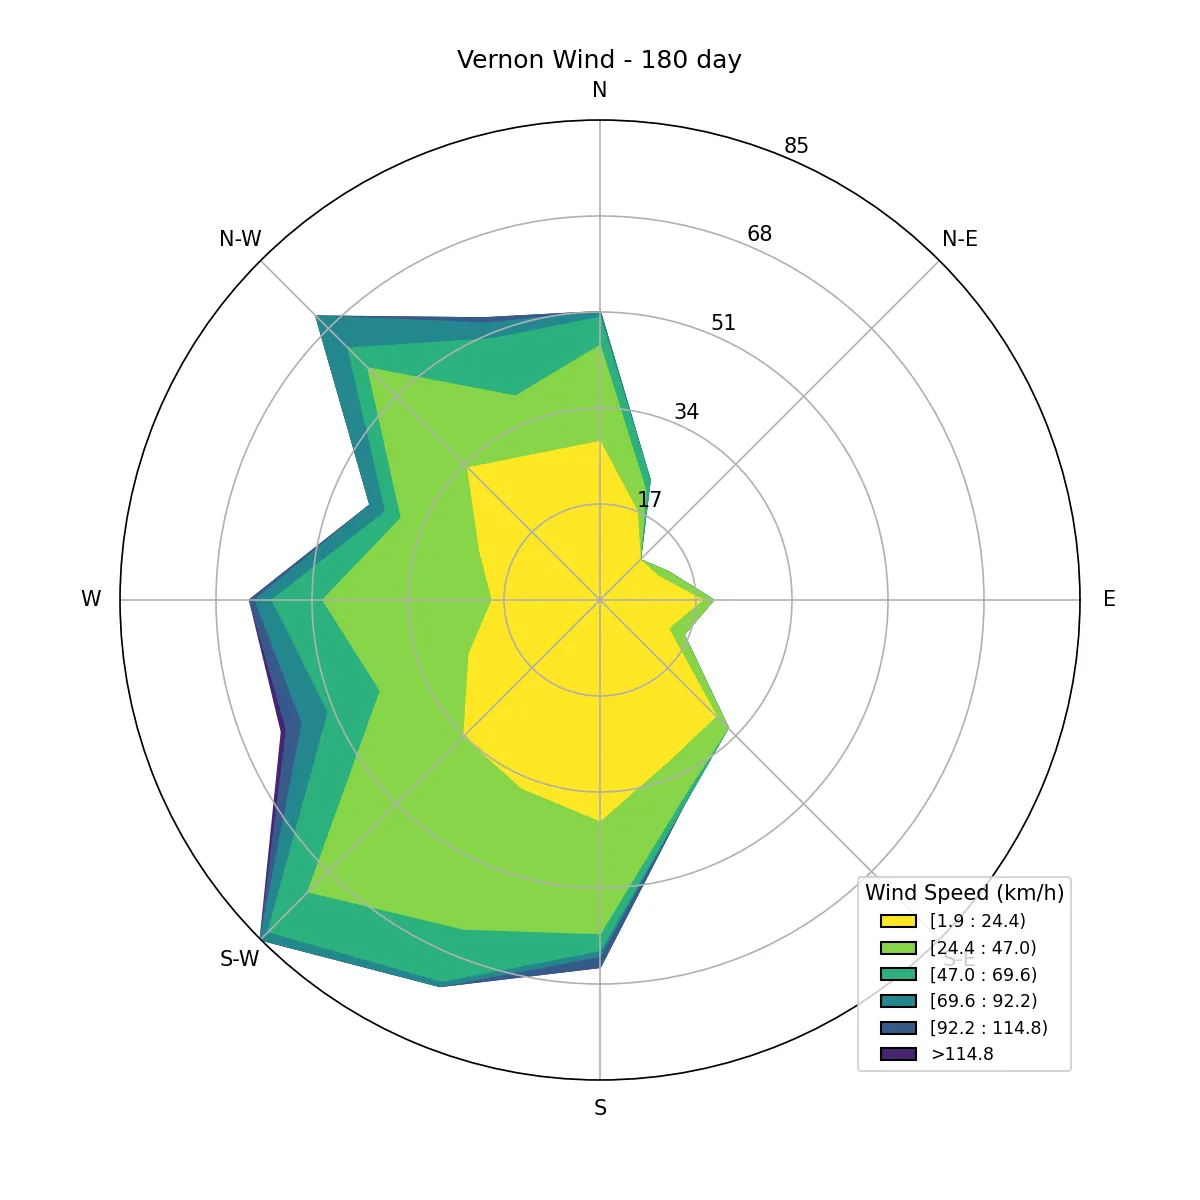 Vernon Wind - 180 day
N
85
68
N-W
N-E
51
34
17
W
E
Wind Speed (km/h)
[1.9 : 24.4)
[24.4 : 47.0)
S-W
S-E
[47.0 : 69.6)
[69.6 : 92.2)
[92.2 : 114.8)
>114.8
S